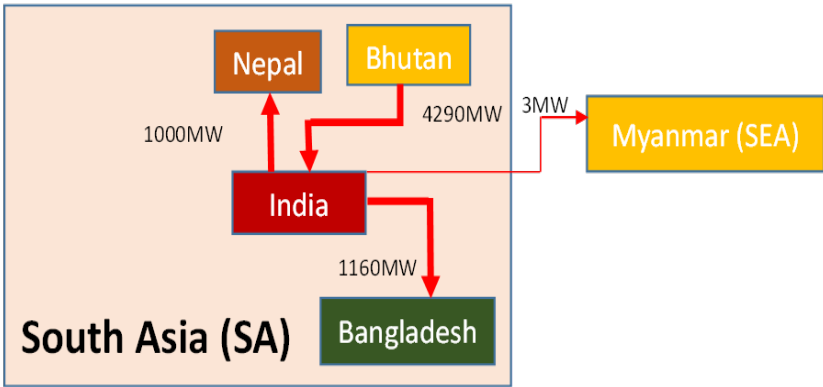 Nepal
Bhutan
1000MW
4290MW
3MW
Myanmar (SEA)
India
1160MW
South Asia (SA)
Bangladesh